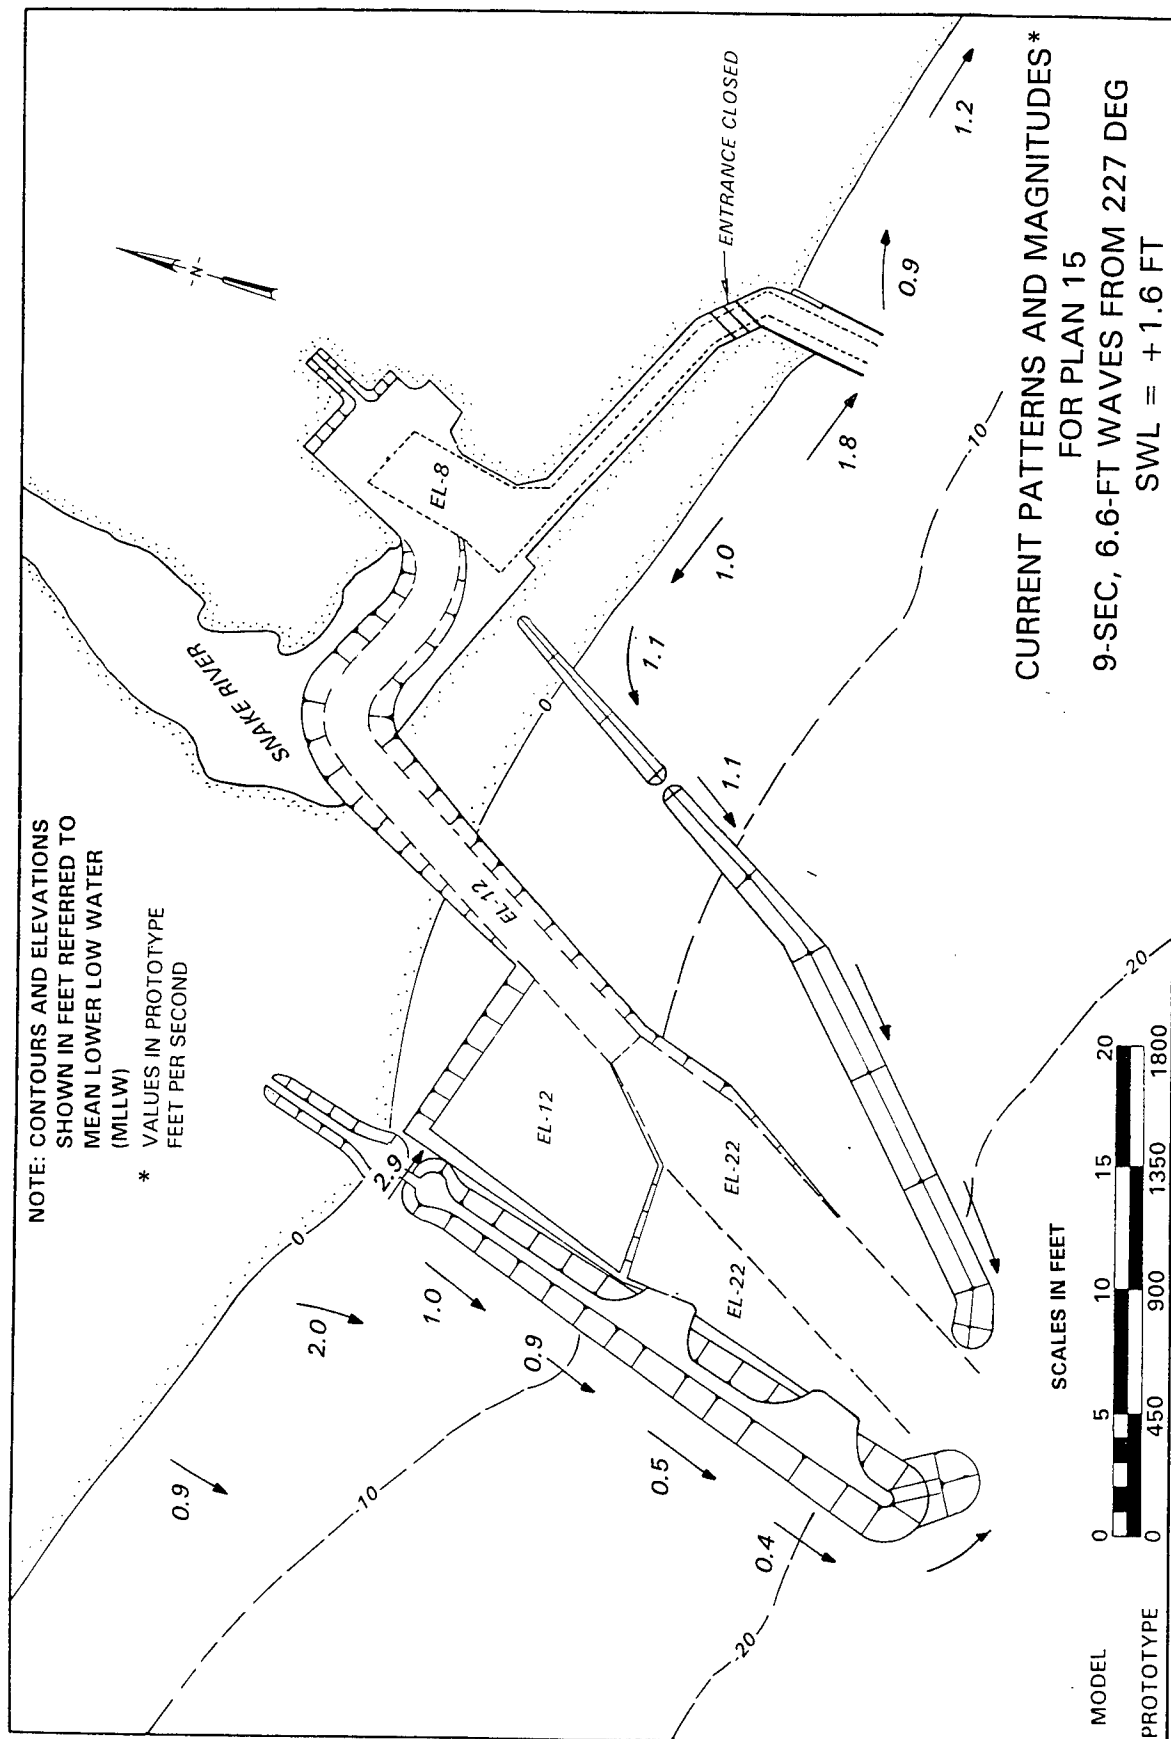 NOTE: CONTOURS AND ELEVATIONS
SHOWN IN FEET REFERRED TO
MEAN LOWER LOW WATER
(MLLW)
* VALUES IN PROTOTYPE
FEET PER SECOND
-N-
SNAKE RIVER
ENTRANCE CLOSED
EL-8
EL-12
EL-12
EL-22
EL-22
0
0
-10
-10
-20
-20
0.9
2.0
2.9
1.0
0.9
0.5
0.4
1.1
1.1
1.0
1.8
0.9
1.2
SCALES IN FEET
MODEL 0 5 10 15 20
PROTOTYPE 0 450 900 1350 1800
CURRENT PATTERNS AND MAGNITUDES*
FOR PLAN 15
9-SEC, 6.6-FT WAVES FROM 227 DEG
SWL = +1.6 FT